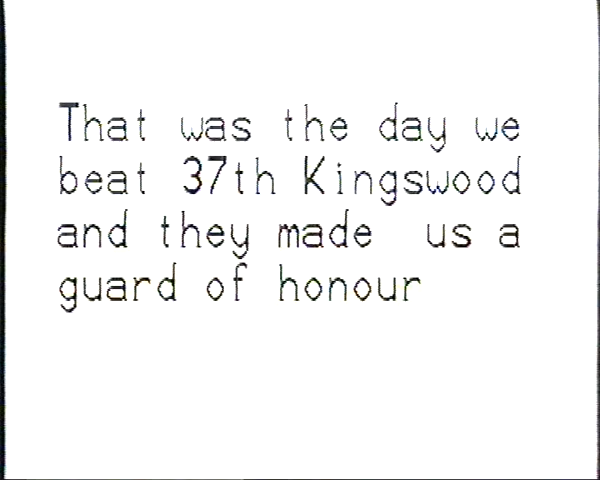 That was the day we
beat 37th Kingswood
and they made  us a
guard of honour